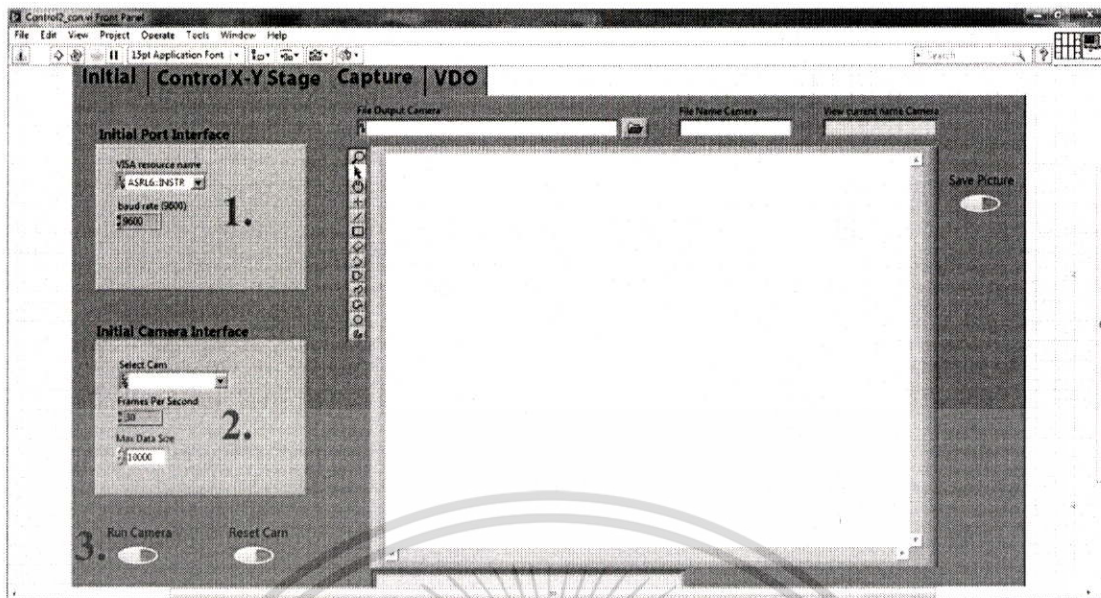 Control2_con.vi Front Panel
File Edit View Project Operate Tools Window Help
15pt Application Font
Search
Initial Control X-Y Stage Capture VDO
File Output Camera File Name Camera View current name Camera
Initial Port Interface
VISA resource name
ASRL6::INSTR
baud rate (9600)
9600
1.
Save Picture
Initial Camera Interface
Select Cam
Frames Per Second
30
2.
Max Data Size
10000
3. Run Camera Reset Cam